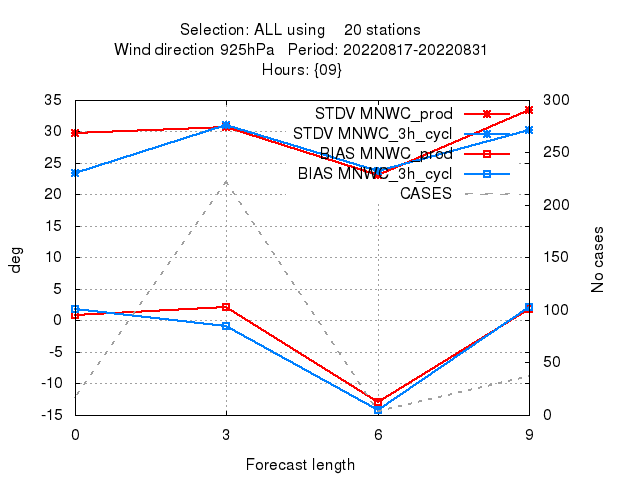 Selection: ALL using    20 stations
Wind direction 925hPa   Period: 20220817-20220831
Hours: {09}
STDV MNWC_prod
STDV MNWC_3h_cycl
BIAS MNWC_prod
BIAS MNWC_3h_cycl
CASES
35
30
25
20
15
10
5
0
-5
-10
-15
deg
300
250
200
150
100
50
0
No cases
0 3 6 9
Forecast length